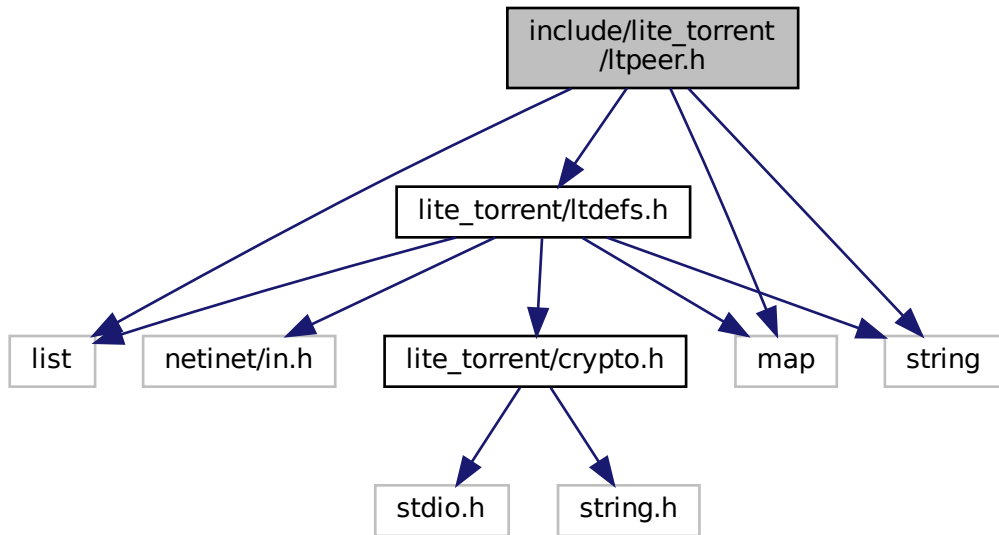 include/lite_torrent
/ltpeer.h
lite_torrent/ltdefs.h
list
netinet/in.h
lite_torrent/crypto.h
map
string
stdio.h
string.h